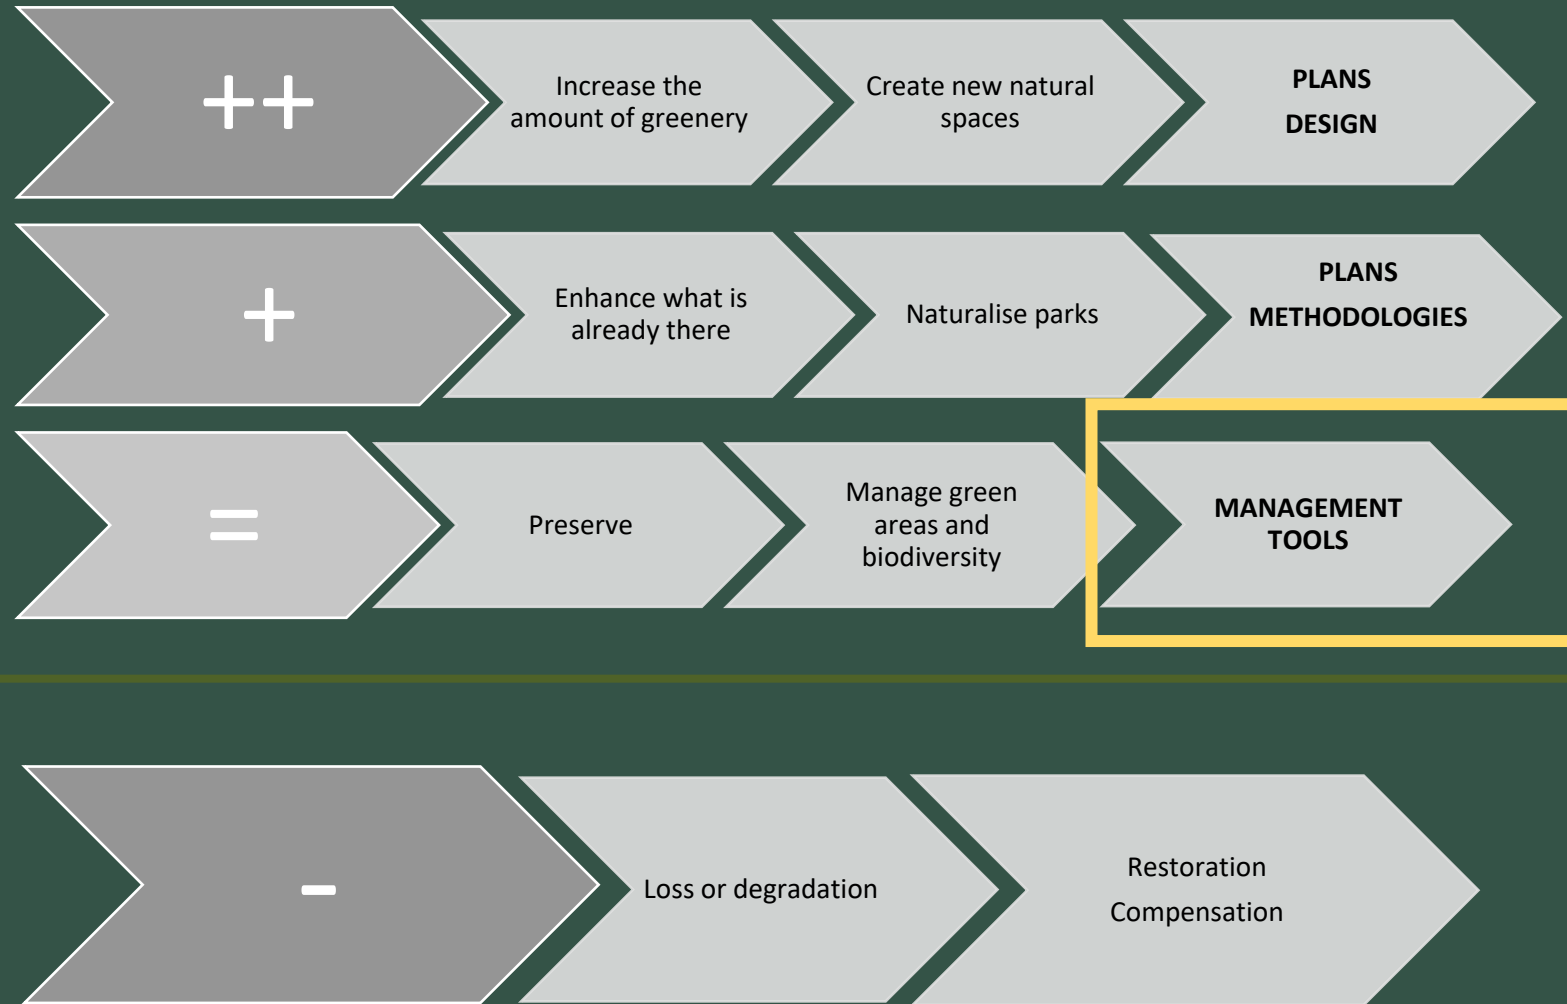 ++
Increase the
amount of greenery
Create new natural
spaces
PLANS
DESIGN
+
Enhance what is
already there
Naturalise parks
PLANS
METHODOLOGIES
=
Preserve
Manage green
areas and
biodiversity
MANAGEMENT
TOOLS
-
Loss or degradation
Restoration
Compensation